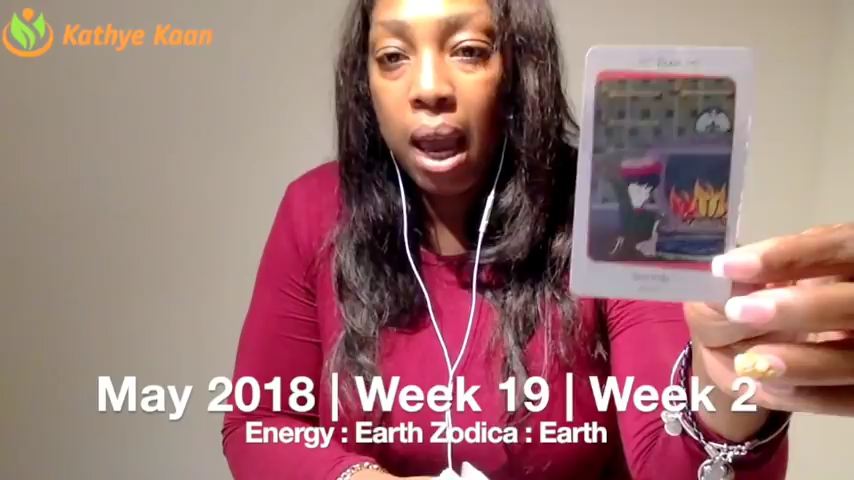 Kathye Kaan
May 2018 | Week 19 | Week 2
Energy : Earth Zodica : Earth